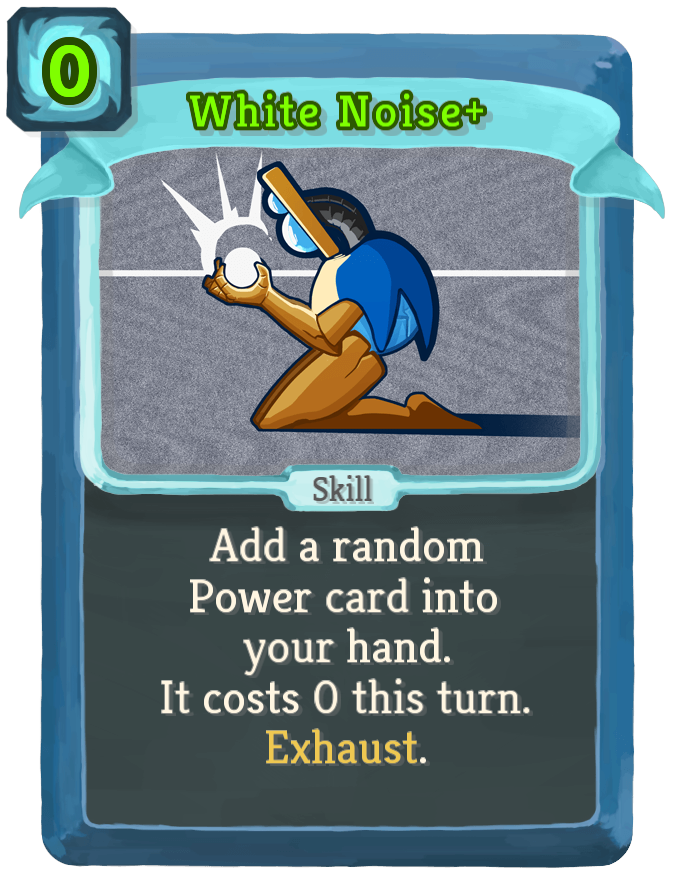 0
White Noise+
Skill
Add a random
Power card into
your hand.
It costs 0 this turn.
Exhaust.